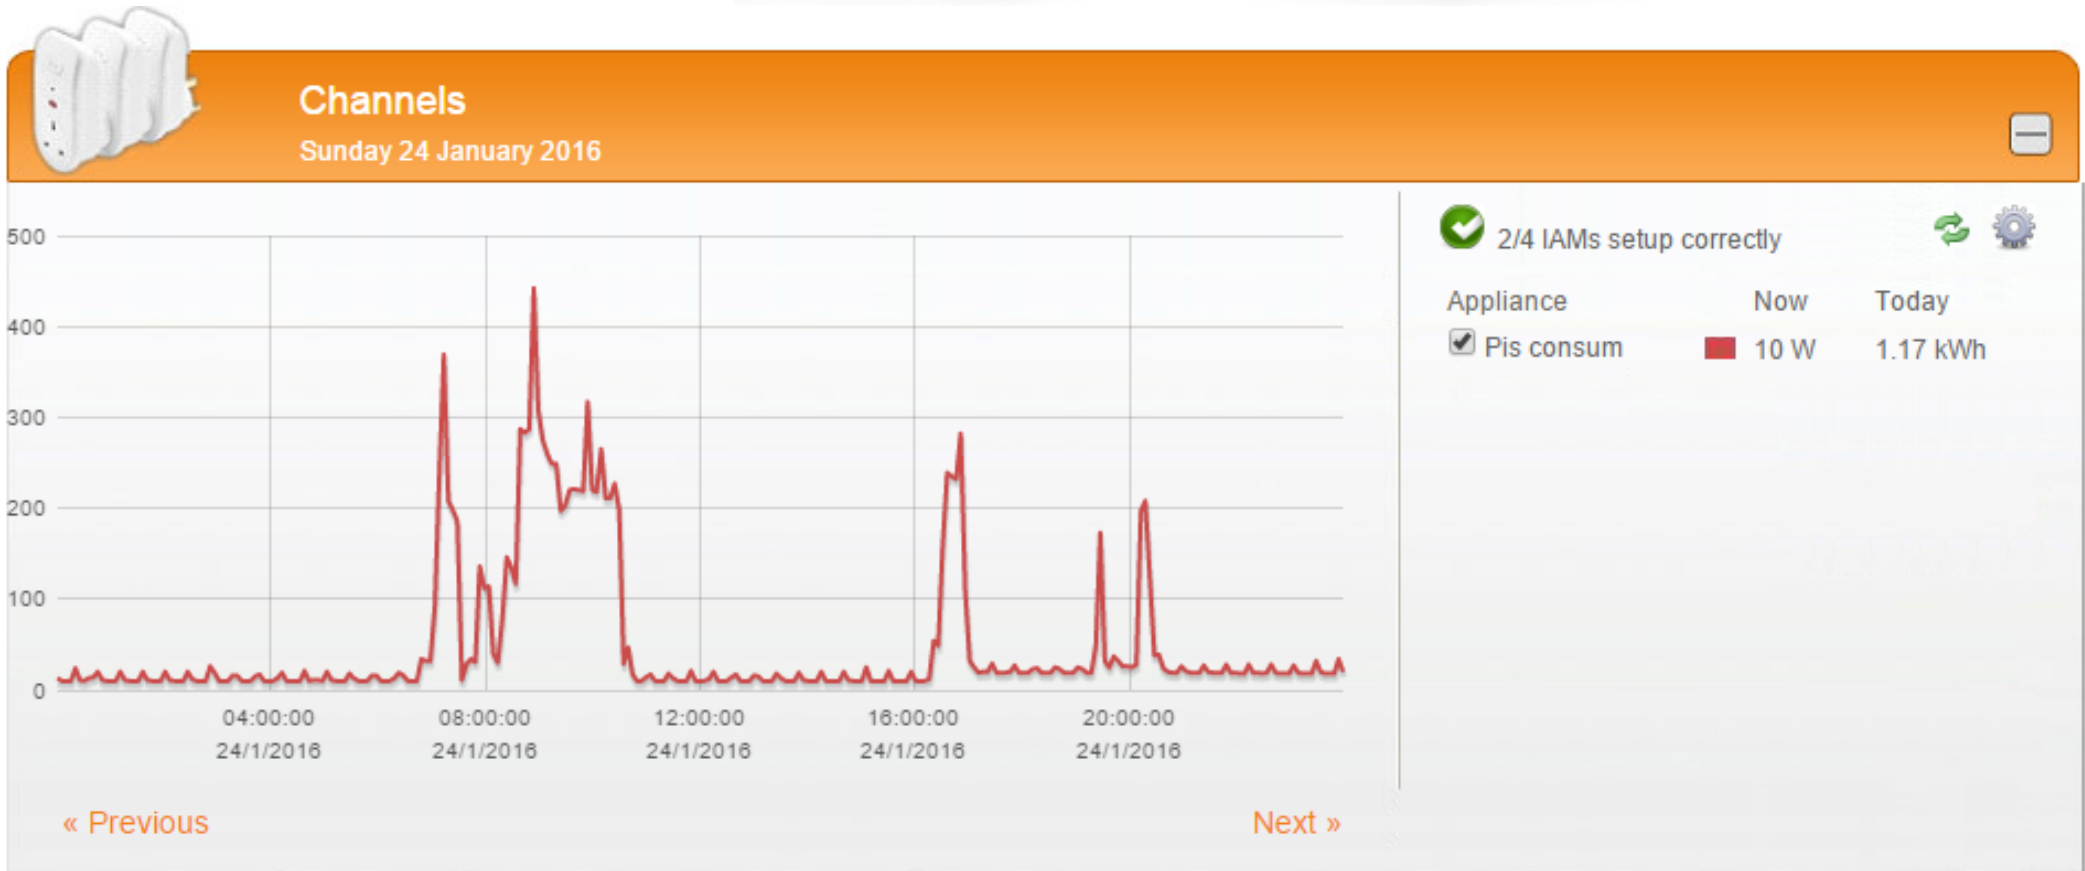 Channels
Sunday 24 January 2016
500
400
300
200
100
0
04:00:00 08:00:00 12:00:00 16:00:00 20:00:00
24/1/2016 24/1/2016 24/1/2016 24/1/2016 24/1/2016
« Previous Next »
2/4 IAMs setup correctly
Appliance Now Today
Pis consum 10 W 1.17 kWh